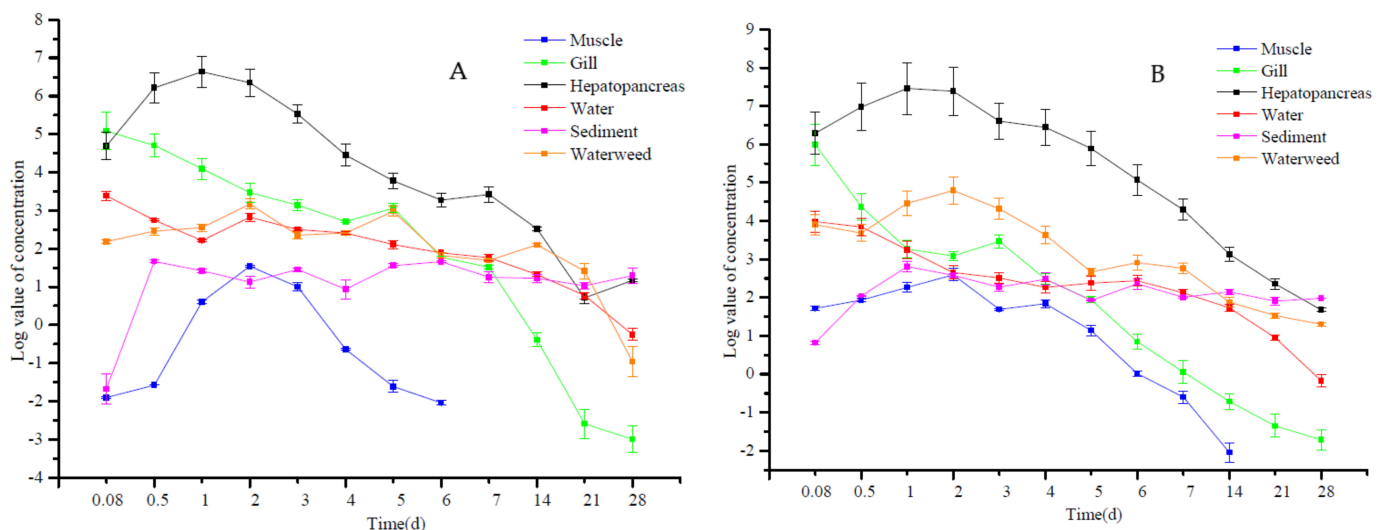 8
7
6
5
4
3
2
1
0
-1
-2
-3
-4
Log value of concentration
A
Muscle
Gill
Hepatopancreas
Water
Sediment
Waterweed
0.08 0.5 1 2 3 4 5 6 7 14 21 28
Time(d)
9
8
7
6
5
4
3
2
1
0
-1
-2
Log value of concentration
B
Muscle
Gill
Hepatopancreas
Water
Sediment
Waterweed
0.08 0.5 1 2 3 4 5 6 7 14 21 28
Time(d)